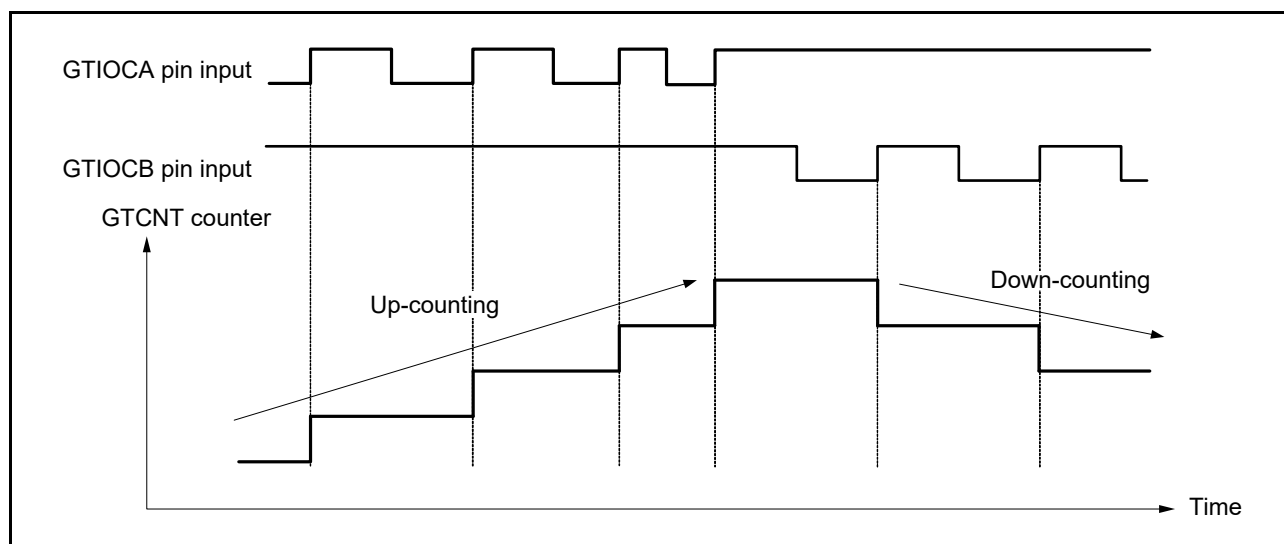 GTIOCA pin input
GTIOCB pin input
GTCNT counter
Up-counting
Down-counting
Time